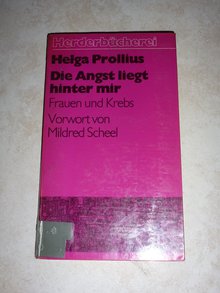 Herderbücherei
Helga Prollius
Die Angst liegt
hinter mir
Frauen und Krebs
Vorwort von
Mildred Scheel